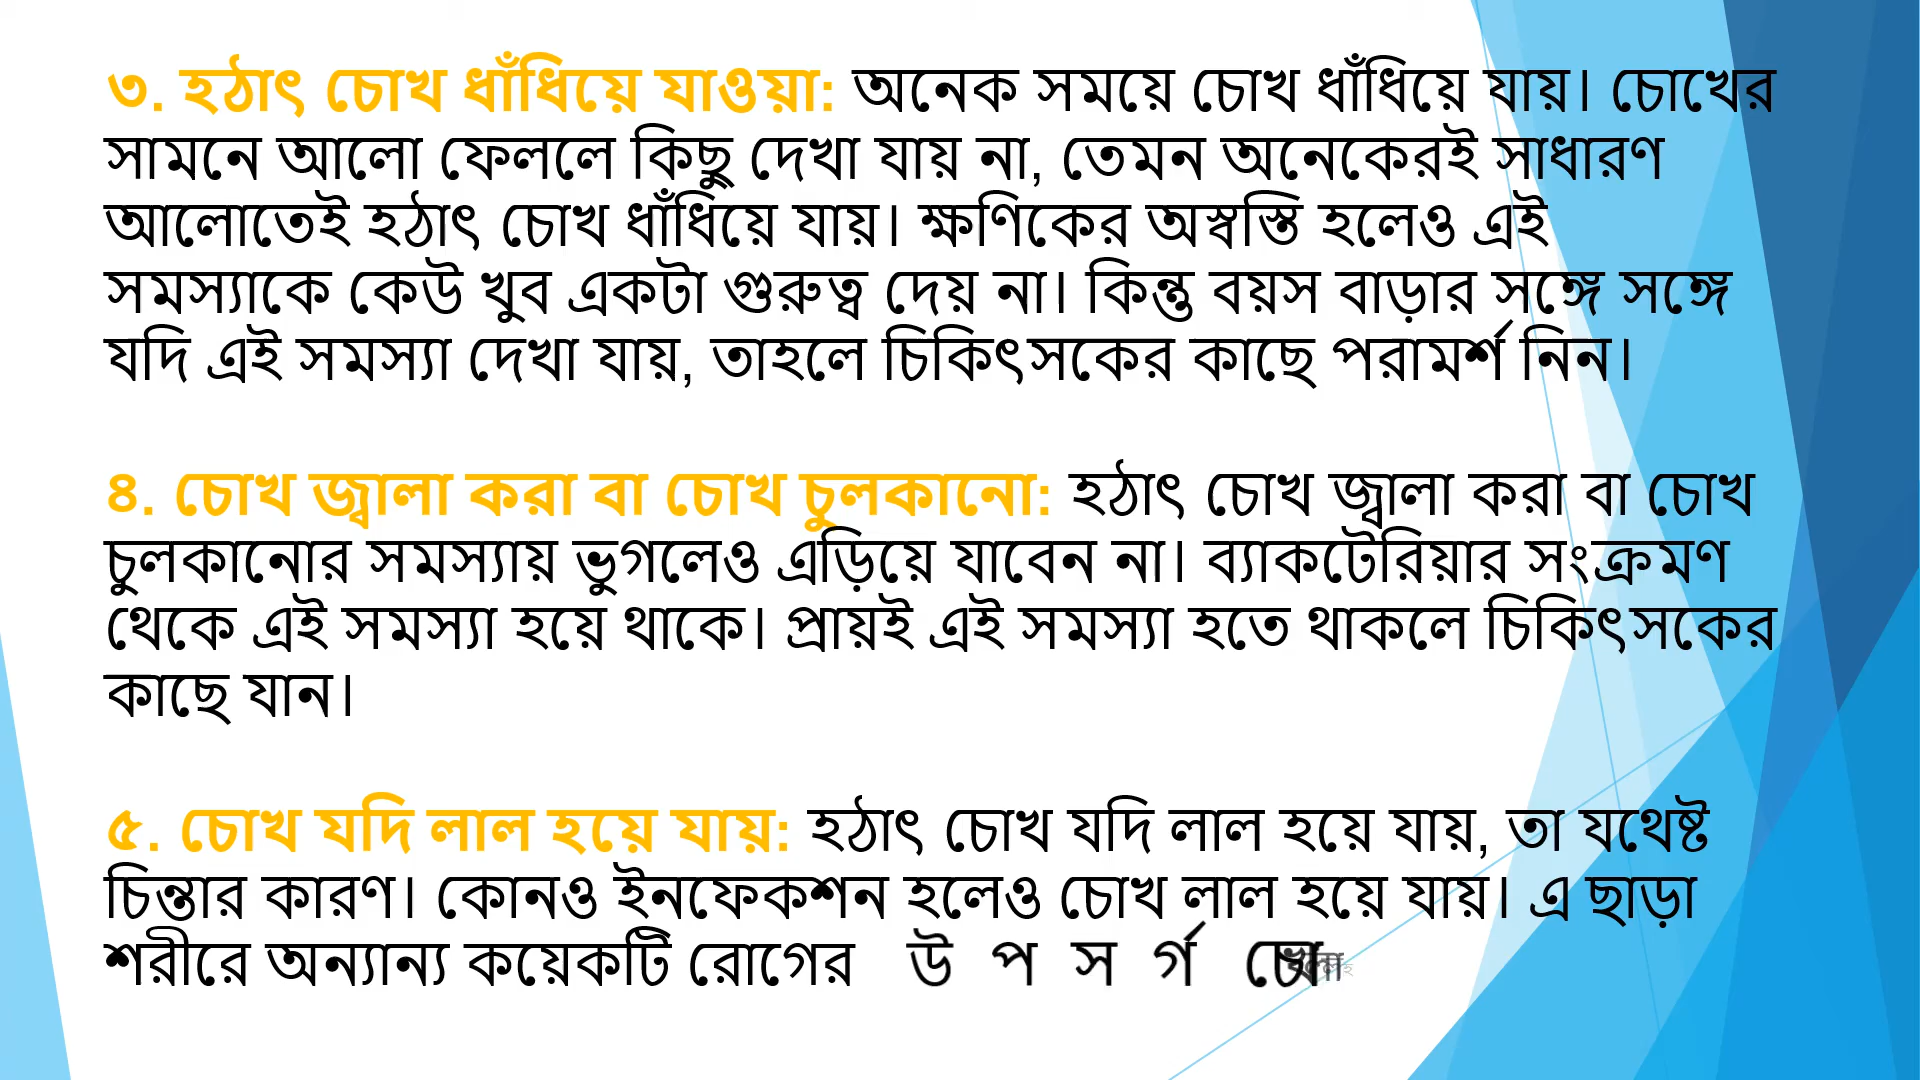 ৩. হঠাৎ চোখ ধাঁধিয়ে যাওয়া: অনেক সময়ে চোখ ধাঁধিয়ে যায়। চোখের
সামনে আলো ফেললে কিছু দেখা যায় না, তেমন অনেকেরই সাধারণ
আলোতেই হঠাৎ চোখ ধাঁধিয়ে যায়। ক্ষণিকের অস্বস্তি হলেও এই
সমস্যাকে কেউ খুব একটা গুরুত্ব দেয় না। কিন্তু বয়স বাড়ার সঙ্গে সঙ্গে
যদি এই সমস্যা দেখা যায়, তাহলে চিকিৎসকের কাছে পরামর্শ নিন।
৪. চোখ জ্বালা করা বা চোখ চুলকানো: হঠাৎ চোখ জ্বালা করা বা চোখ
চুলকানোর সমস্যায় ভুগলেও এড়িয়ে যাবেন না। ব্যাকটেরিয়ার সংক্রমণ
থেকে এই সমস্যা হয়ে থাকে। প্রায়ই এই সমস্যা হতে থাকলে চিকিৎসকের
কাছে যান।
৫. চোখ যদি লাল হয়ে যায়: হঠাৎ চোখ যদি লাল হয়ে যায়, তা যথেষ্ট
চিন্তার কারণ। কোনও ইনফেকশন হলেও চোখ লাল হয়ে যায়। এ ছাড়া
শরীরে অন্যান্য কয়েকটি রোগের উপসর্গ